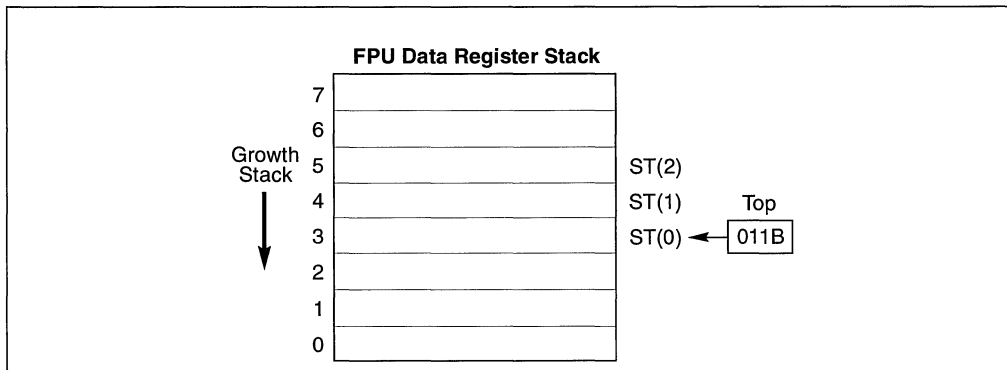 FPU Data Register Stack
7
6
Growth
Stack
5
ST(2)
4
ST(1)
Top
3
ST(0)
011B
2
1
0